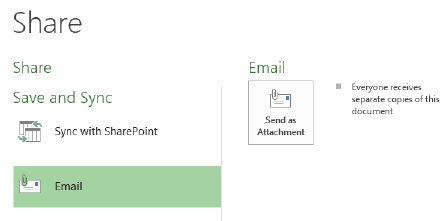 Share
Share
Save and Sync
Sync with SharePoint
Email
Email
Send as
Attachment
Everyone receives
separate copies of this
document